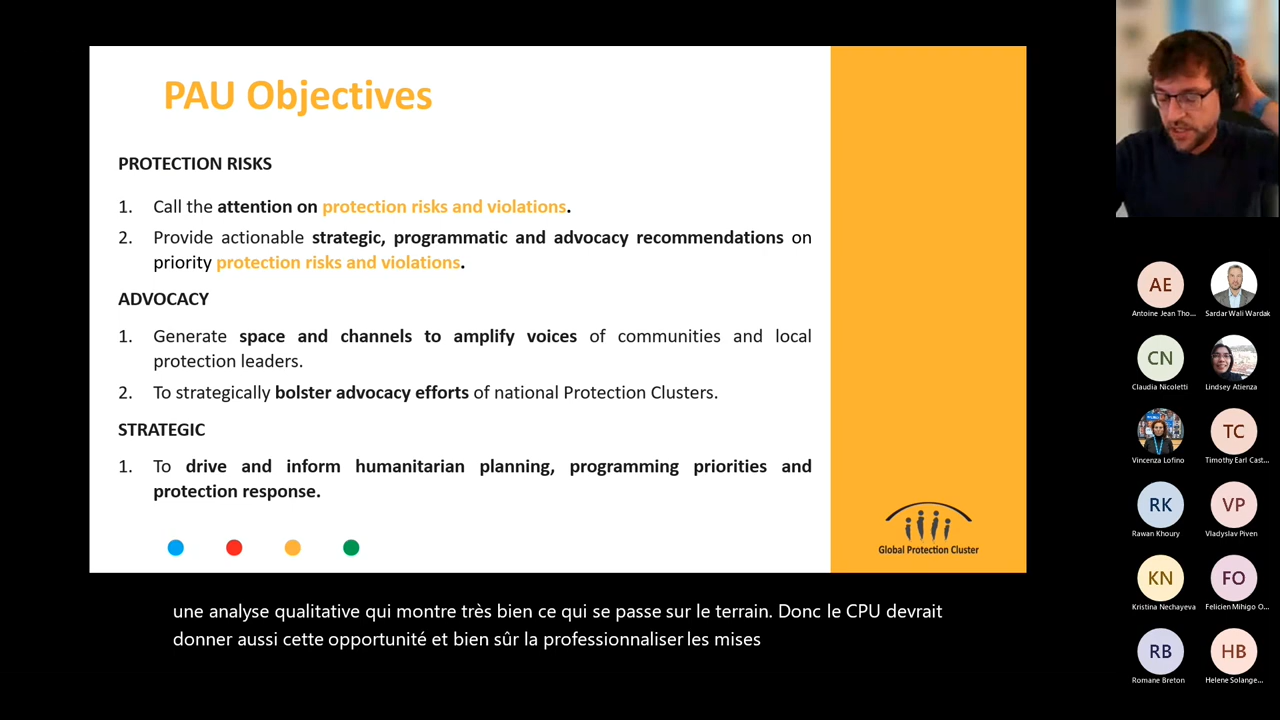 PAU Objectives
PROTECTION RISKS
1. Call the attention on protection risks and violations.
2. Provide actionable strategic, programmatic and advocacy recommendations on
priority protection risks and violations.
ADVOCACY
1. Generate space and channels to amplify voices of communities and local
protection leaders.
2. To strategically bolster advocacy efforts of national Protection Clusters.
STRATEGIC
1. To drive and inform humanitarian planning, programming priorities and
protection response.
Global Protection Cluster
une analyse qualitative qui montre très bien ce qui se passe sur le terrain. Donc le CPU devrait
donner aussi cette opportunité et bien sûr la professionnaliser les mises
AE
Antoine Jean Tho...
Sardar Wali Wardak
CN
Claudia Nicoletti
Lindsey Atienza
Vincenza Lofino
TC
Timothy Earl Cast...
RK
Rawan Khoury
VP
Vladyslav Piven
KN
Kristina Nechayeva
FO
Felicien Mihigo O...
RB
Romane Breton
HB
Helene Solange...